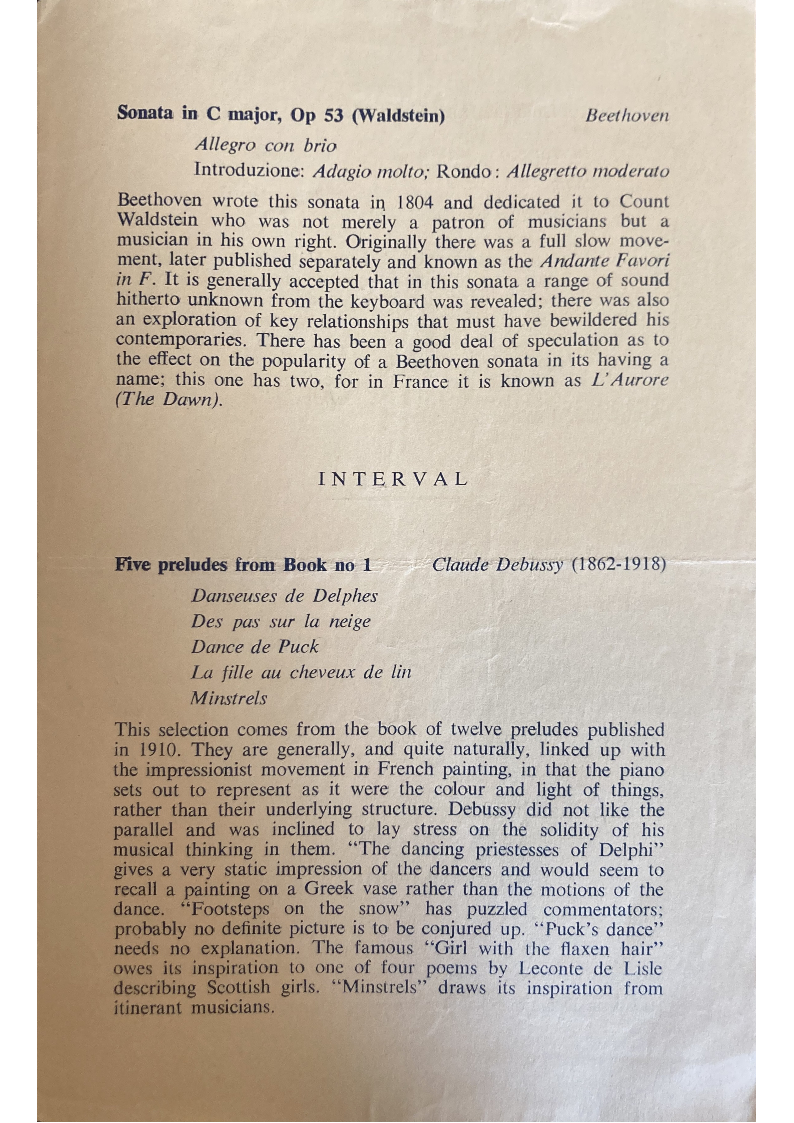 Sonata in C major, Op 53 (Waldstein) Beethoven
Allegro con brio
Introduzione: Adagio molto; Rondo: Allegretto moderato
Beethoven wrote this sonata in 1804 and dedicated it to Count
Waldstein who was not merely a patron of musicians but a
musician in his own right. Originally there was a full slow move-
ment, later published separately and known as the Andante Favori
in F. It is generally accepted that in this sonata a range of sound
hitherto unknown from the keyboard was revealed; there was also
an exploration of key relationships that must have bewildered his
contemporaries. There has been a good deal of speculation as to
the effect on the popularity of a Beethoven sonata in its having a
name; this one has two, for in France it is known as L'Aurore
(The Dawn).
INTERVAL
Five preludes from Book no 1 Claude Debussy (1862-1918)
Danseuses de Delphes
Des pas sur la neige
Dance de Puck
La fille au cheveux de lin
Minstrels
This selection comes from the book of twelve preludes published
in 1910. They are generally, and quite naturally, linked up with
the impressionist movement in French painting, in that the piano
sets out to represent as it were the colour and light of things,
rather than their underlying structure. Debussy did not like the
parallel and was inclined to lay stress on the solidity of his
musical thinking in them. “The dancing priestesses of Delphi”
gives a very static impression of the dancers and would seem to
recall a painting on a Greek vase rather than the motions of the
dance. “Footsteps on the snow” has puzzled commentators;
probably no definite picture is to be conjured up. “Puck's dance”
needs no explanation. The famous “Girl with the flaxen hair”
owes its inspiration to one of four poems by Leconte de Lisle
describing Scottish girls. “Minstrels” draws its inspiration from
itinerant musicians.